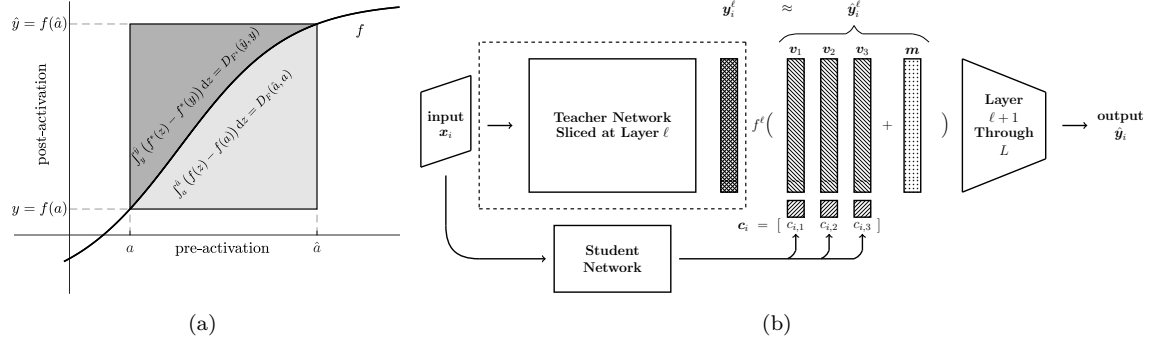 ŷ = f(â)
f
∫_y^ŷ (f*(z) − f*(y)) dz = D_{F*}(ŷ, y)
∫_a^â (f(z) − f(a)) dz = D_F(â, a)
post-activation
y = f(a)
a
pre-activation
â
(a)
y_i^ℓ ≈ ŷ_i^ℓ
v_1 v_2 v_3 m
input
x_i
Teacher Network
Sliced at Layer ℓ
f^ℓ ( + )
Layer
ℓ + 1
Through
L
output
ŷ_i
c_i = [ c_{i,1} c_{i,2} c_{i,3} ]
Student
Network
(b)